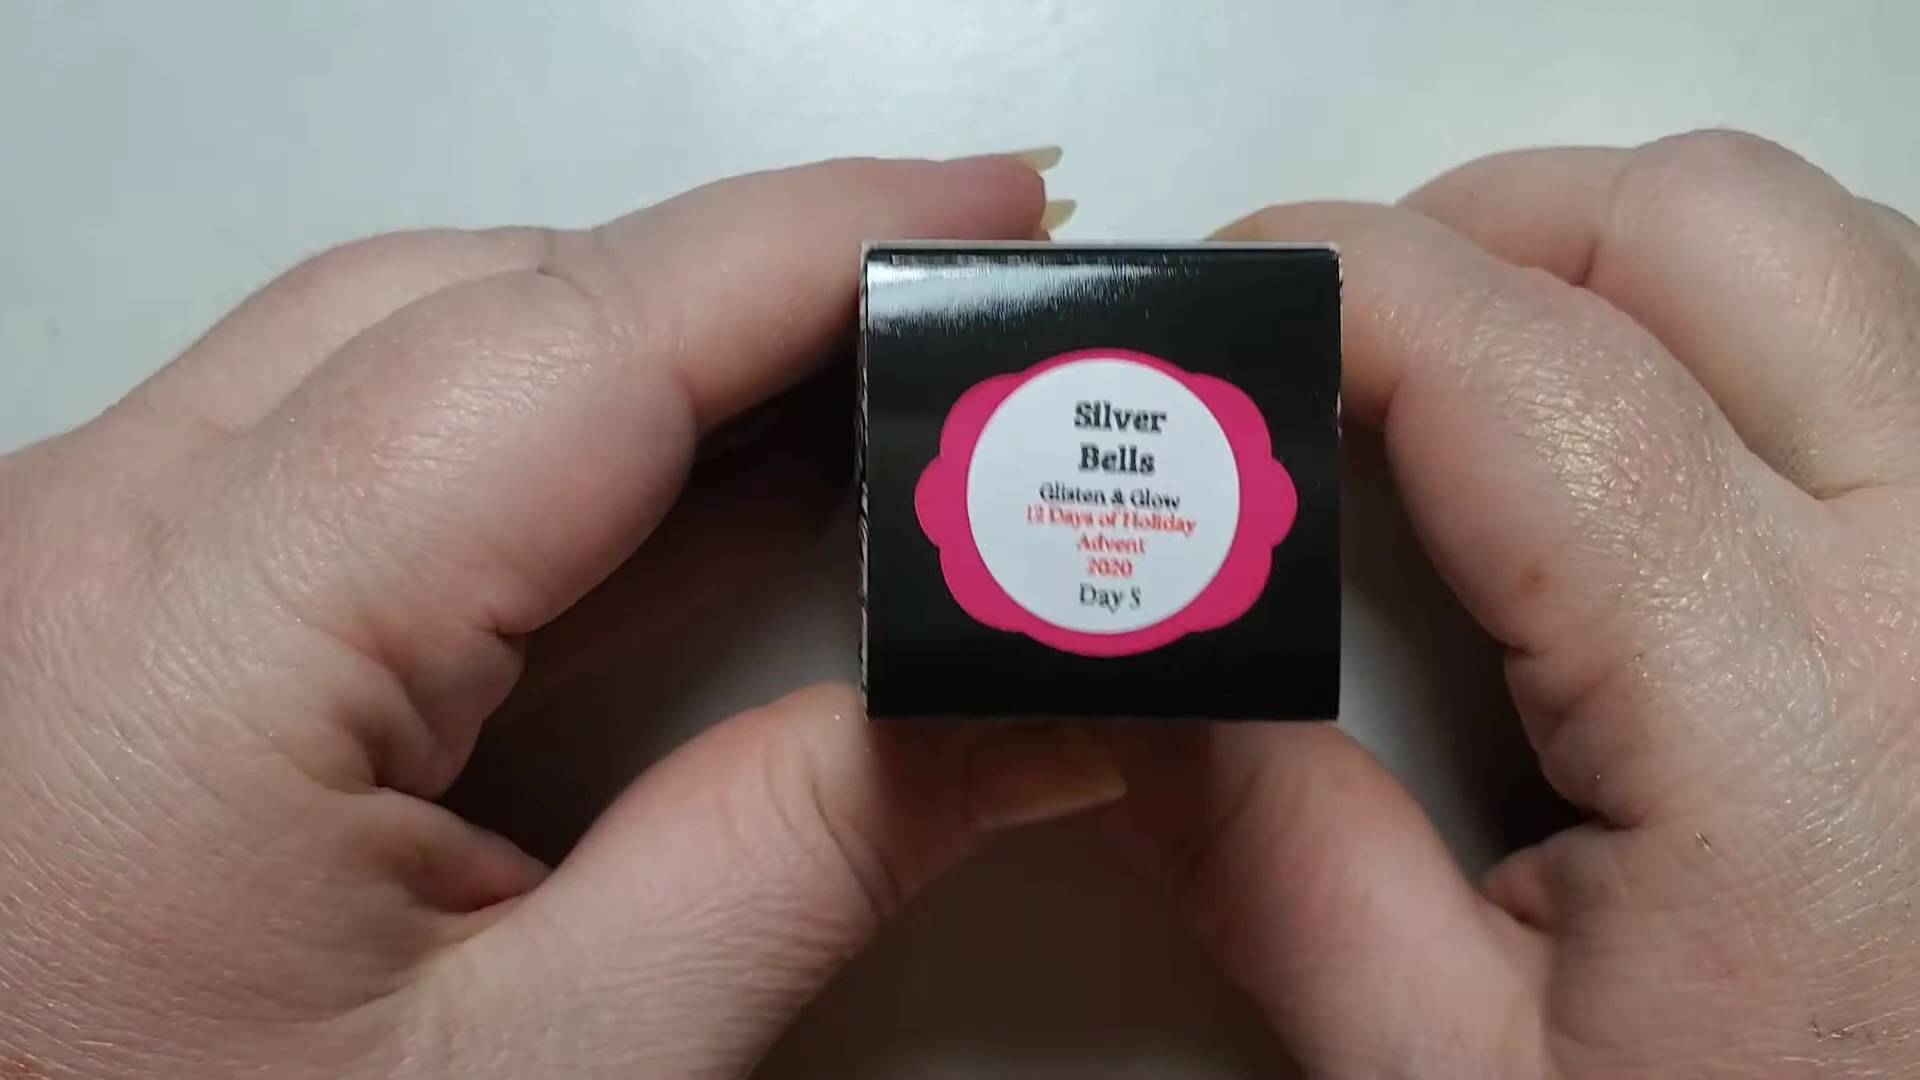 Silver
Bells
Glisten & Glow
12 Days of Holiday
Advent
2020
Day 5